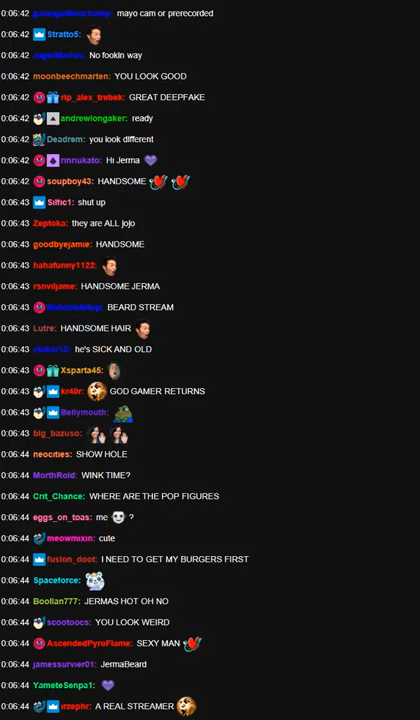 0:06:42 mayo cam or prerecorded
0:06:42 Stratto5:
0:06:42 No fookin way
0:06:42 moonbeechmarten: YOU LOOK GOOD
0:06:42 rip_alex_trebek: GREAT DEEPFAKE
0:06:42 andrewlongaker: ready
0:06:42 Deadrem: you look different
0:06:42 rinriukato: Hi Jerma
0:06:42 soupboy43: HANDSOME
0:06:43 Silfic1: shut up
0:06:43 Zeptoka: they are ALL jojo
0:06:43 goodbyejamie: HANDSOME
0:06:43 hahafunny1122:
0:06:43 rsnviljame: HANDSOME JERMA
0:06:43 BEARD STREAM
0:06:43 Lutre: HANDSOME HAIR
0:06:43 he's SICK AND OLD
0:06:43 Xsparta45:
0:06:43 kr40r: GOD GAMER RETURNS
0:06:43 Bellymouth:
0:06:43 big_bazuso:
0:06:44 neocities: SHOW HOLE
0:06:44 MorthRoid: WINK TIME?
0:06:44 Crit_Chance: WHERE ARE THE POP FIGURES
0:06:44 eggs_on_toas: me ?
0:06:44 meowmixin: cute
0:06:44 fusion_doot: I NEED TO GET MY BURGERS FIRST
0:06:44 Spaceforce:
0:06:44 Boollan777: JERMAS HOT OH NO
0:06:44 scootoocs: YOU LOOK WEIRD
0:06:44 AscendedPyroFlame: SEXY MAN
0:06:44 jamessurvier01: JermaBeard
0:06:44 YameteSenpa1:
0:06:44 irzephr: A REAL STREAMER